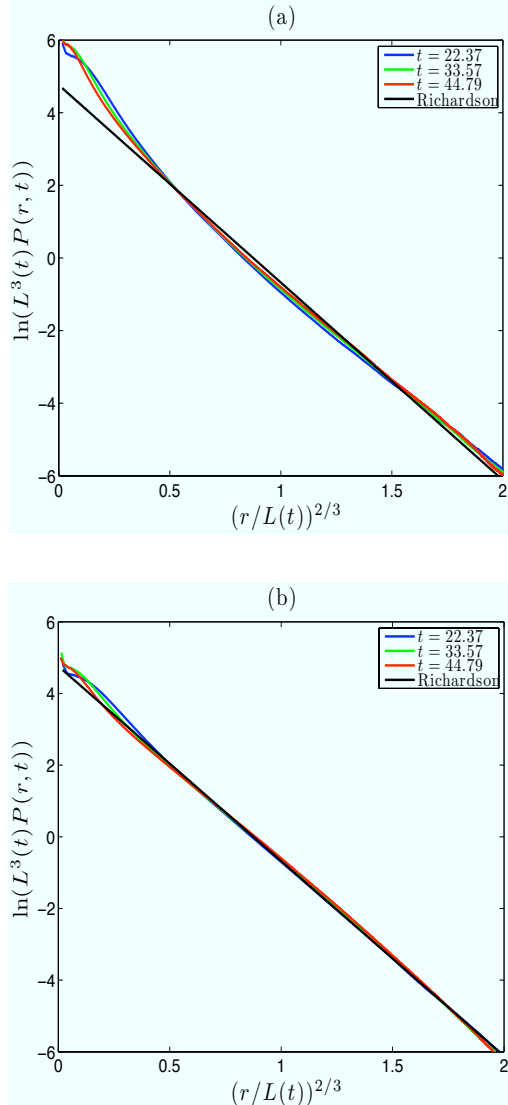 (a)
6
4
2
0
−2
−4
−6
0
0.5
1
1.5
2
ln(L³(t)P(r, t))
(r/L(t))^{2/3}
t = 22.37
t = 33.57
t = 44.79
Richardson
(b)
6
4
2
0
−2
−4
−6
0
0.5
1
1.5
2
ln(L³(t)P(r, t))
(r/L(t))^{2/3}
t = 22.37
t = 33.57
t = 44.79
Richardson